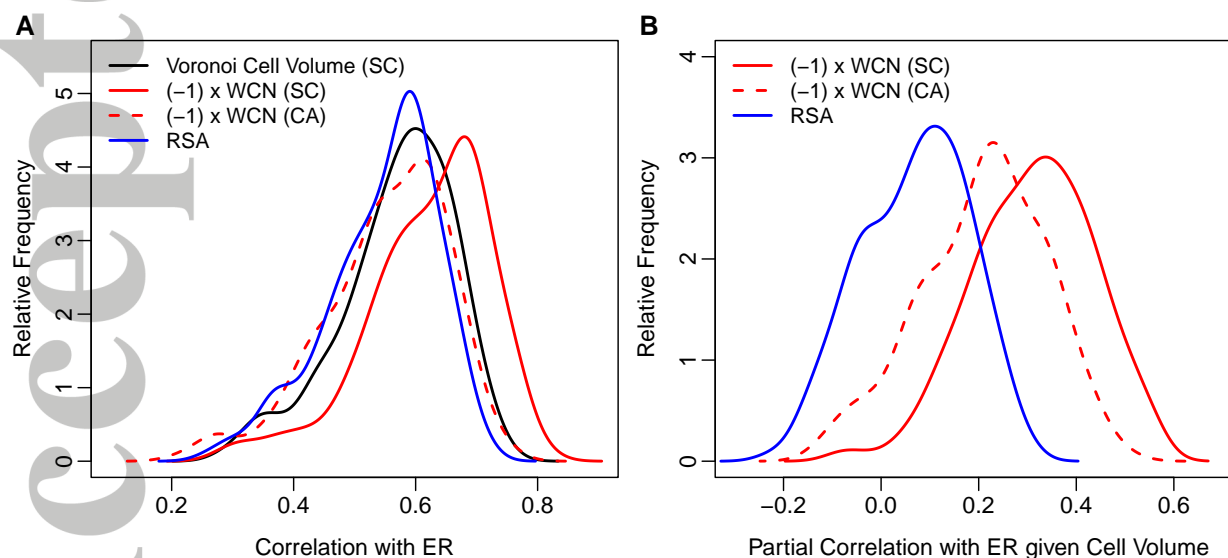 A
Voronoi Cell Volume (SC)
(−1) x WCN (SC)
(−1) x WCN (CA)
RSA
Relative Frequency
0 1 2 3 4 5
0.2 0.4 0.6 0.8
Correlation with ER
B
(−1) x WCN (SC)
(−1) x WCN (CA)
RSA
Relative Frequency
0 1 2 3 4
−0.2 0.0 0.2 0.4 0.6
Partial Correlation with ER given Cell Volume
ccept